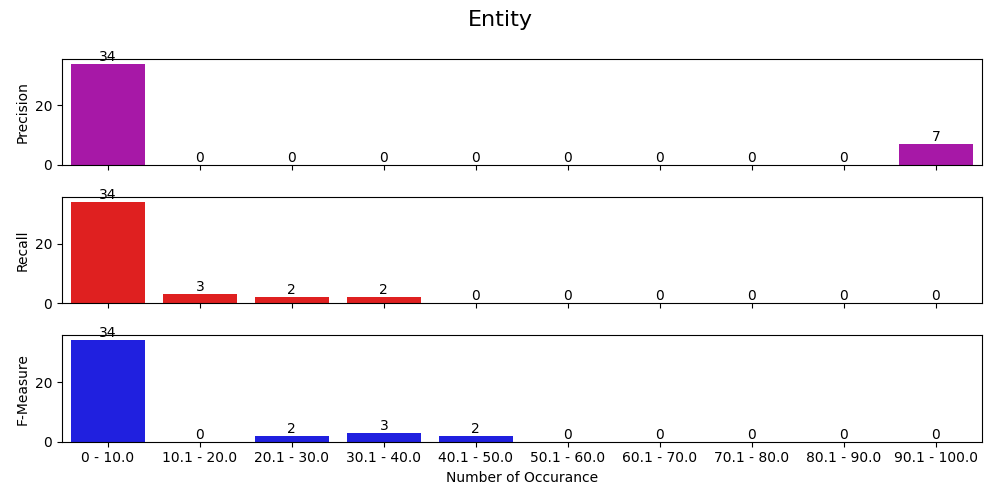 Entity
34 0 0 0 0 0 0 0 0 7
20
0
Precision
34 3 2 2 0 0 0 0 0 0
20
0
Recall
34 0 2 3 2 0 0 0 0 0
20
0
F-Measure
0 - 10.0 10.1 - 20.0 20.1 - 30.0 30.1 - 40.0 40.1 - 50.0 50.1 - 60.0 60.1 - 70.0 70.1 - 80.0 80.1 - 90.0 90.1 - 100.0
Number of Occurance